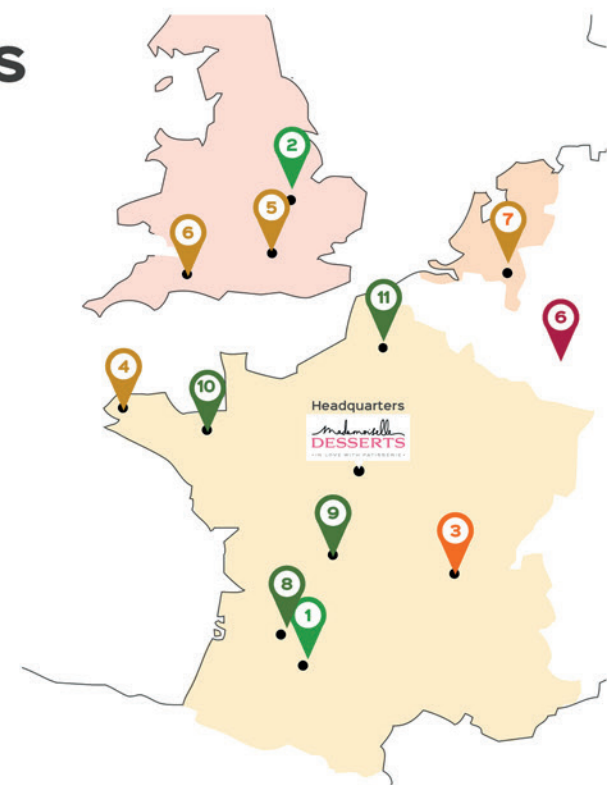 s
2
5
6
7
11
6
4
10
Headquarters
Mademoiselle
DESSERTS
•IN LOVE WITH PATISSERIE•
9
3
8
1